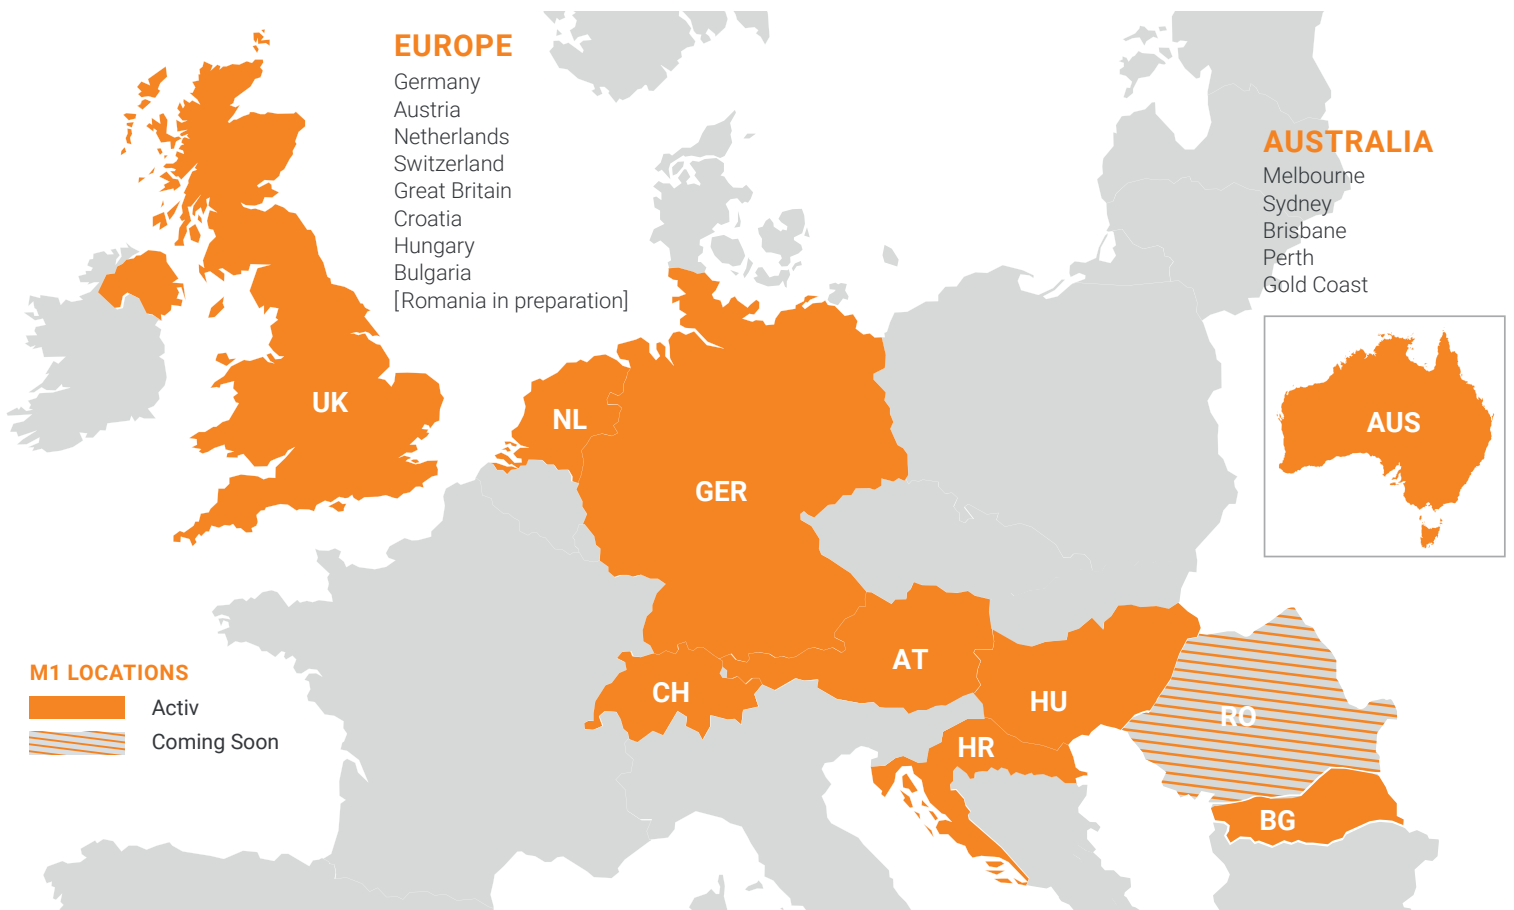 EUROPE
Germany
Austria
Netherlands
Switzerland
Great Britain
Croatia
Hungary
Bulgaria
[Romania in preparation]
AUSTRALIA
Melbourne
Sydney
Brisbane
Perth
Gold Coast
AUS
UK
NL
GER
AT
CH
HU
HR
RO
BG
M1 LOCATIONS
Activ
Coming Soon